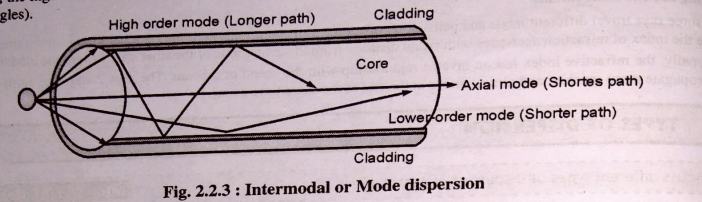 gles).
High order mode (Longer path)
Cladding
Core
Axial mode (Shortes path)
Lower-order mode (Shorter path)
Cladding
Fig. 2.2.3 : Intermodal or Mode dispersion